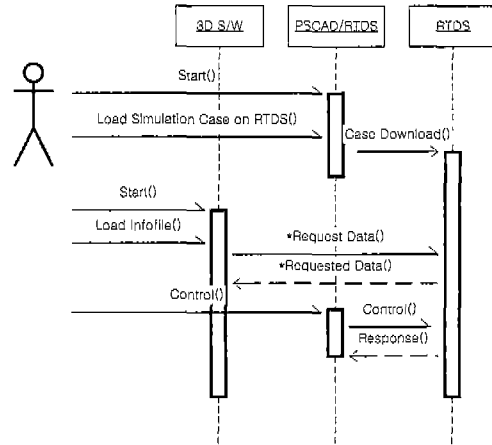 3D S/W
PSCAD/RTDS
RTDS
Start()
Load Simulation Case on RTDS()
Case Download()
Start()
Load Infofile()
*Request Data()
*Requested Data()
Control()
Control()
Response()